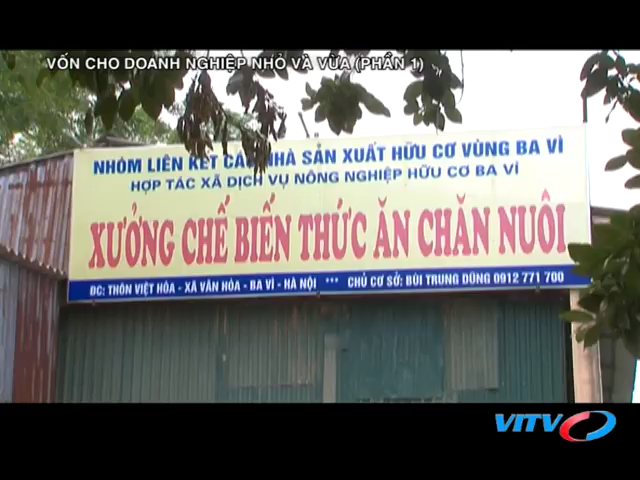 VỐN CHO DOANH NGHIỆP NHỎ VÀ VỪA (PHẦN 1)
NHÓM LIÊN KẾT CÁC NHÀ SẢN XUẤT HỮU CƠ VÙNG BA VÌ
HỢP TÁC XÃ DỊCH VỤ NÔNG NGHIỆP HỮU CƠ BA VÌ
XƯỞNG CHẾ BIẾN THỨC ĂN CHĂN NUÔI
ĐC: THÔN VIỆT HÒA - XÃ VÂN HÒA - BA VÌ - HÀ NỘI *** CHỦ CƠ SỞ: BÙI TRUNG DŨNG 0912 771 700
VITV